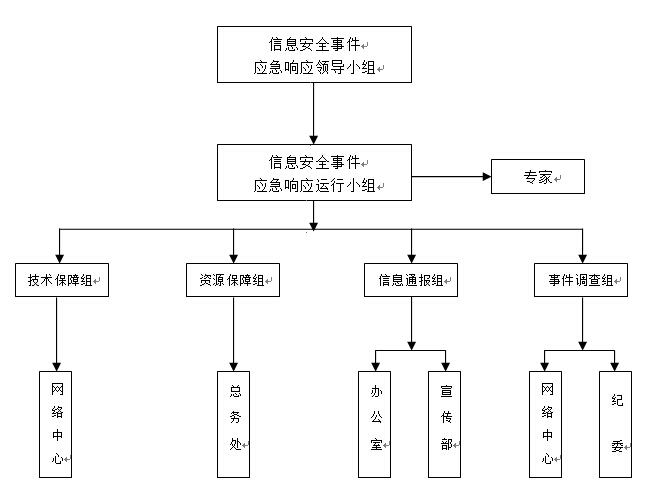 信息安全事件
应急响应领导小组
信息安全事件
应急响应运行小组
专家
技术保障组
资源保障组
信息通报组
事件调查组
网络中心
总务处
办公室
宣传部
网络中心
纪委